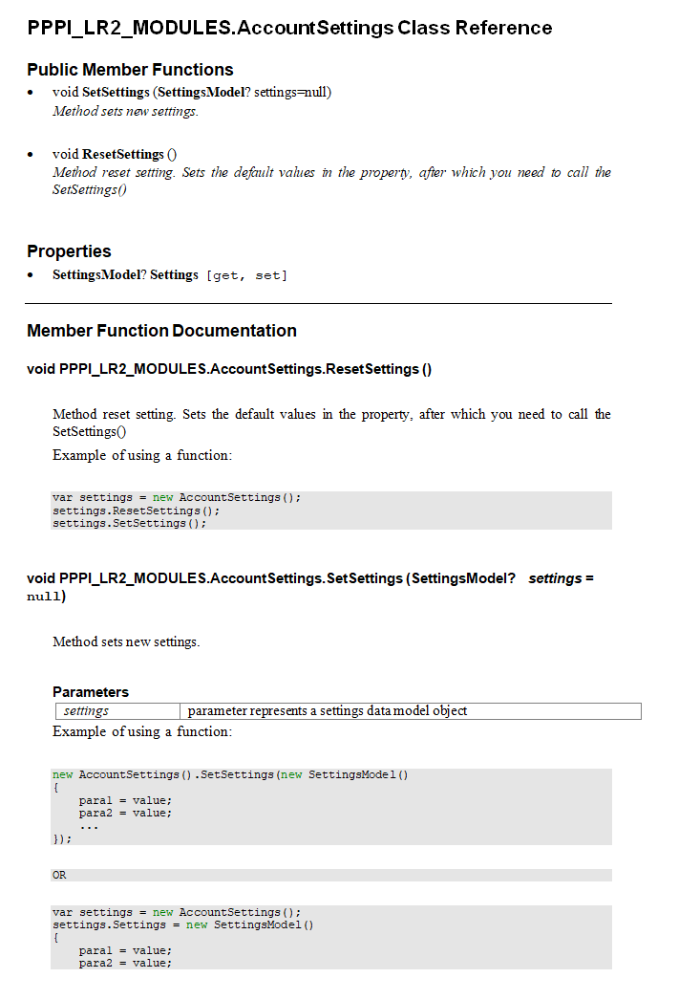 PPPI_LR2_MODULES.AccountSettings Class Reference
Public Member Functions
• void SetSettings (SettingsModel? settings=null)
Method sets new settings.
• void ResetSettings ()
Method reset setting. Sets the default values in the property, after which you need to call the
SetSettings()
Properties
• SettingsModel? Settings [get, set]
Member Function Documentation
void PPPI_LR2_MODULES.AccountSettings.ResetSettings ()
Method reset setting. Sets the default values in the property, after which you need to call the
SetSettings()
Example of using a function:
var settings = new AccountSettings();
settings.ResetSettings();
settings.SetSettings();
void PPPI_LR2_MODULES.AccountSettings.SetSettings (SettingsModel? settings =
null)
Method sets new settings.
Parameters
settings parameter represents a settings data model object
Example of using a function:
new AccountSettings().SetSettings(new SettingsModel()
{
para1 = value;
para2 = value;
...
});
OR
var settings = new AccountSettings();
settings.Settings = new SettingsModel()
{
para1 = value;
para2 = value;